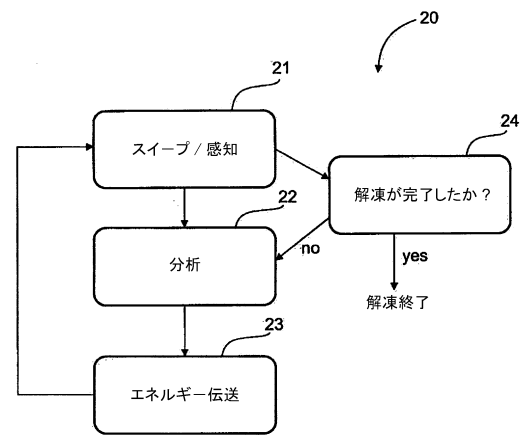 20
21
スイープ / 感知
24
解凍が完了したか？
22
分析
no
yes
解凍終了
23
エネルギー伝送